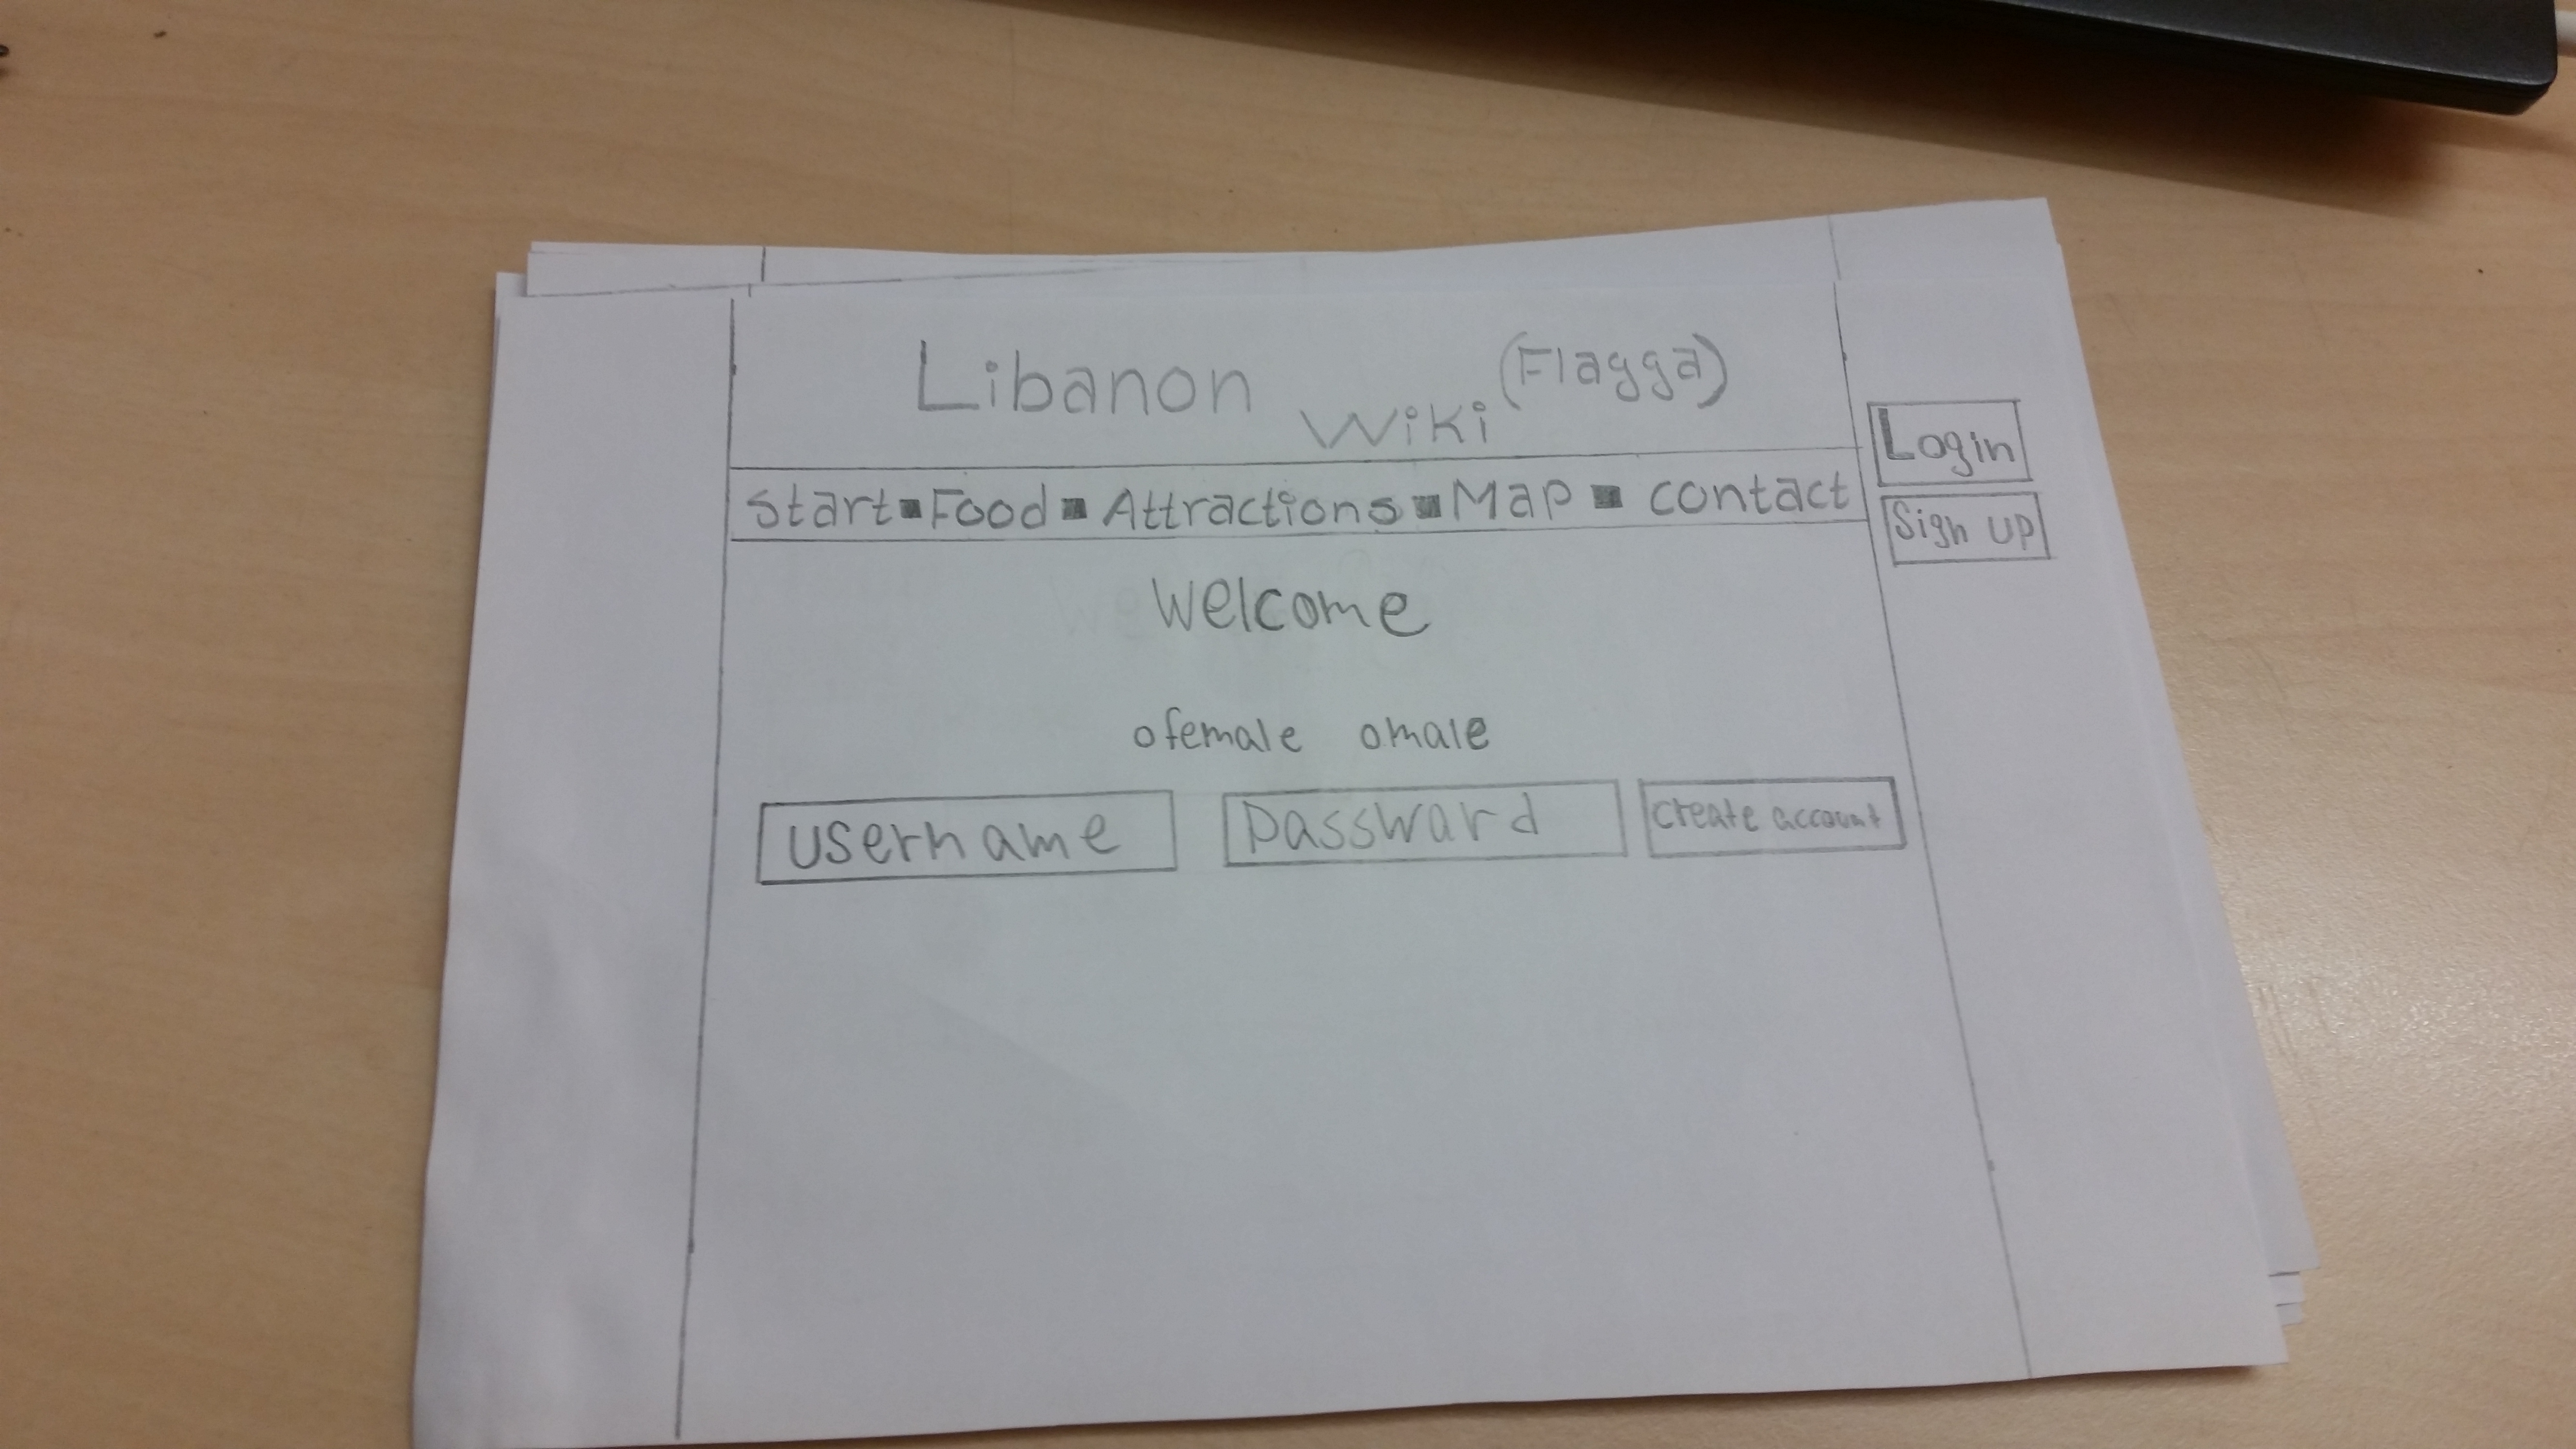 Libanon (Flagga)
Wiki
Login
Start▪Food▪Attractions▪Map▪contact
Sign up
Welcome
o female o male
username passward create account